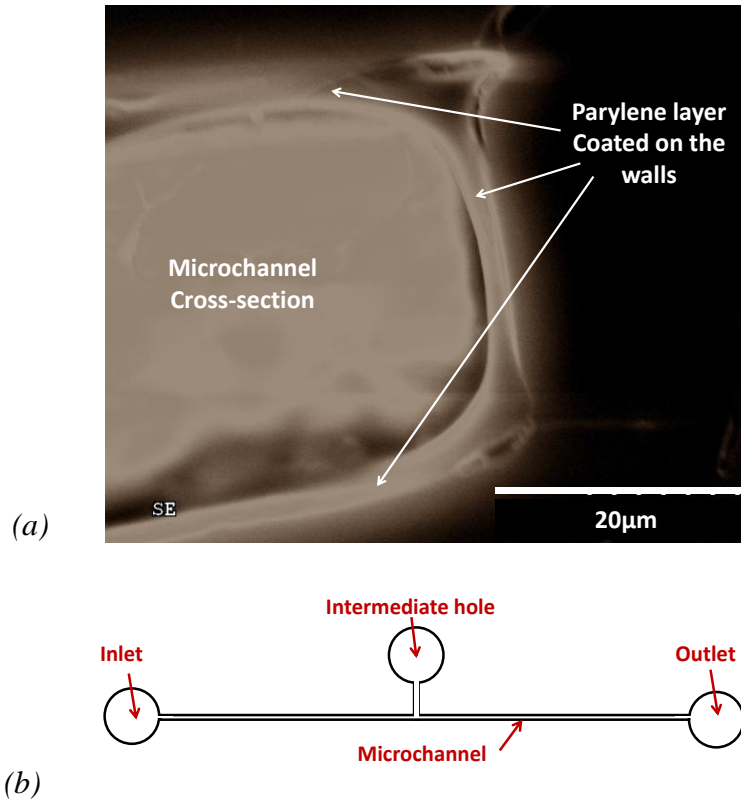 Parylene layer
Coated on the
walls
Microchannel
Cross-section
SE
20µm
(a)
Intermediate hole
Inlet
Outlet
Microchannel
(b)